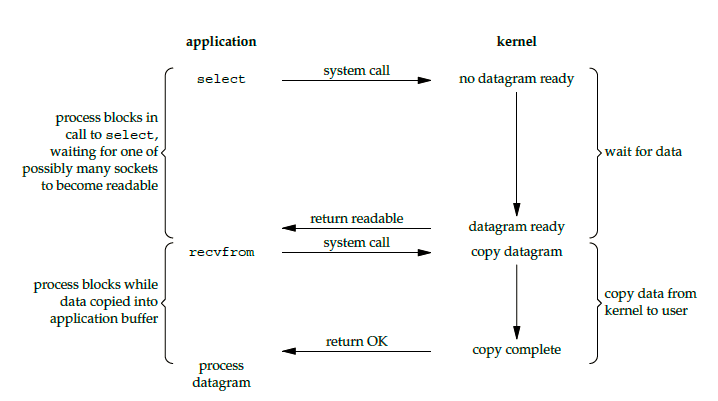 application
kernel
select
system call
no datagram ready
process blocks in
call to select,
waiting for one of
possibly many sockets
to become readable
wait for data
return readable
datagram ready
recvfrom
system call
copy datagram
process blocks while
data copied into
application buffer
copy data from
kernel to user
return OK
copy complete
process
datagram